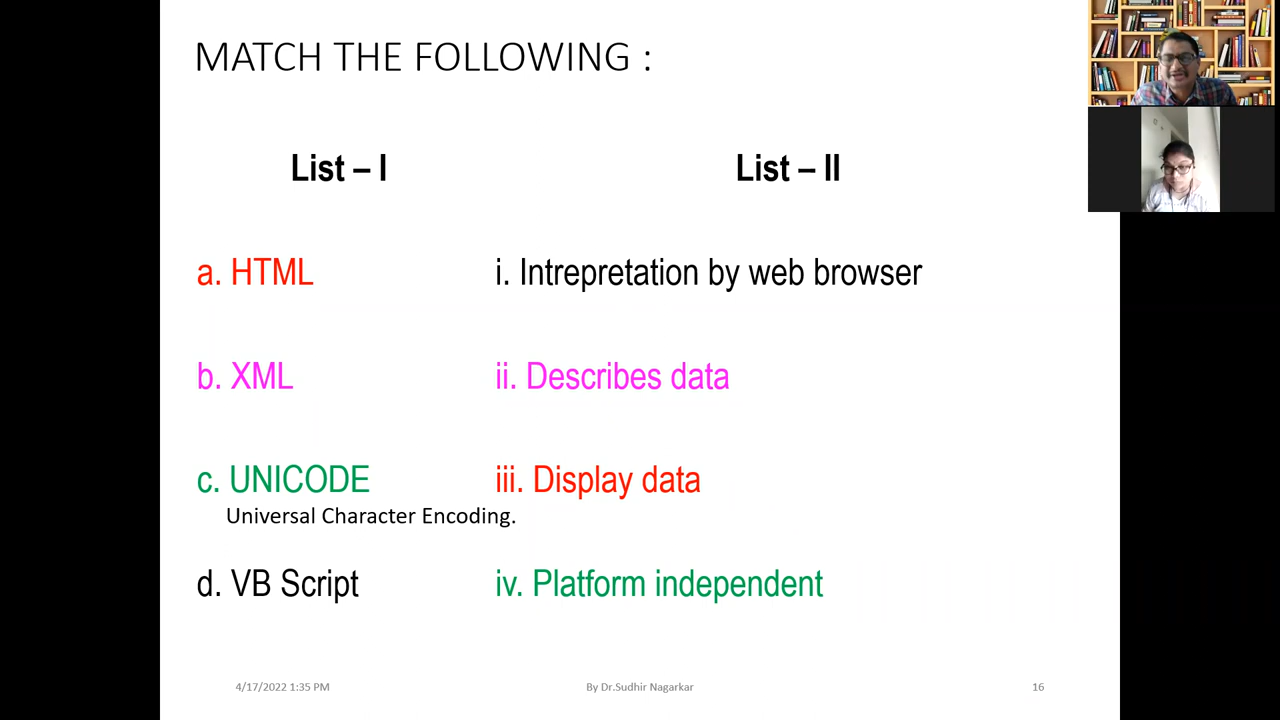 MATCH THE FOLLOWING :
List – I
List – II
a. HTML
i. Intrepretation by web browser
b. XML
ii. Describes data
c. UNICODE
iii. Display data
Universal Character Encoding.
d. VB Script
iv. Platform independent
4/17/2022 1:35 PM
By Dr.Sudhir Nagarkar
16